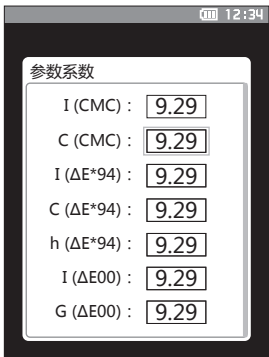 12:34
参数系数
I (CMC) : 9.29
C (CMC) : 9.29
I (ΔE*94) : 9.29
C (ΔE*94) : 9.29
h (ΔE*94) : 9.29
I (ΔE00) : 9.29
G (ΔE00) : 9.29